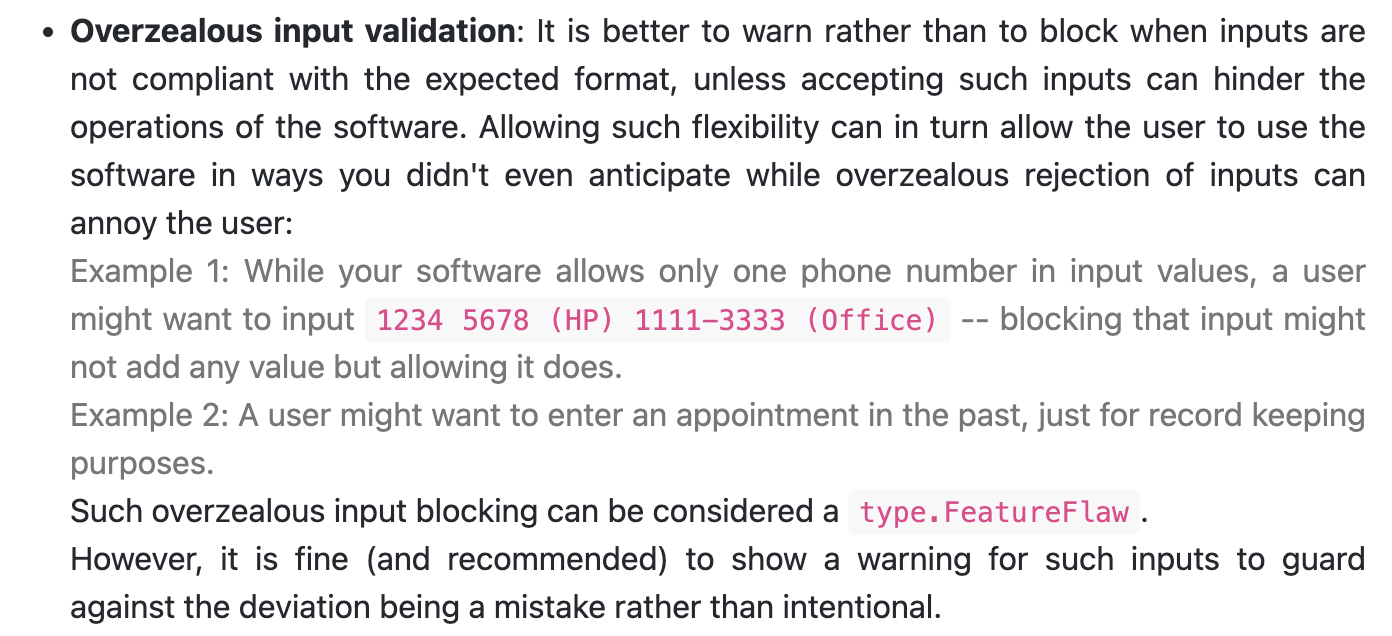 • Overzealous input validation: It is better to warn rather than to block when inputs are
not compliant with the expected format, unless accepting such inputs can hinder the
operations of the software. Allowing such flexibility can in turn allow the user to use the
software in ways you didn't even anticipate while overzealous rejection of inputs can
annoy the user:
Example 1: While your software allows only one phone number in input values, a user
might want to input 1234 5678 (HP) 1111-3333 (Office) -- blocking that input might
not add any value but allowing it does.
Example 2: A user might want to enter an appointment in the past, just for record keeping
purposes.
Such overzealous input blocking can be considered a type.FeatureFlaw.
However, it is fine (and recommended) to show a warning for such inputs to guard
against the deviation being a mistake rather than intentional.